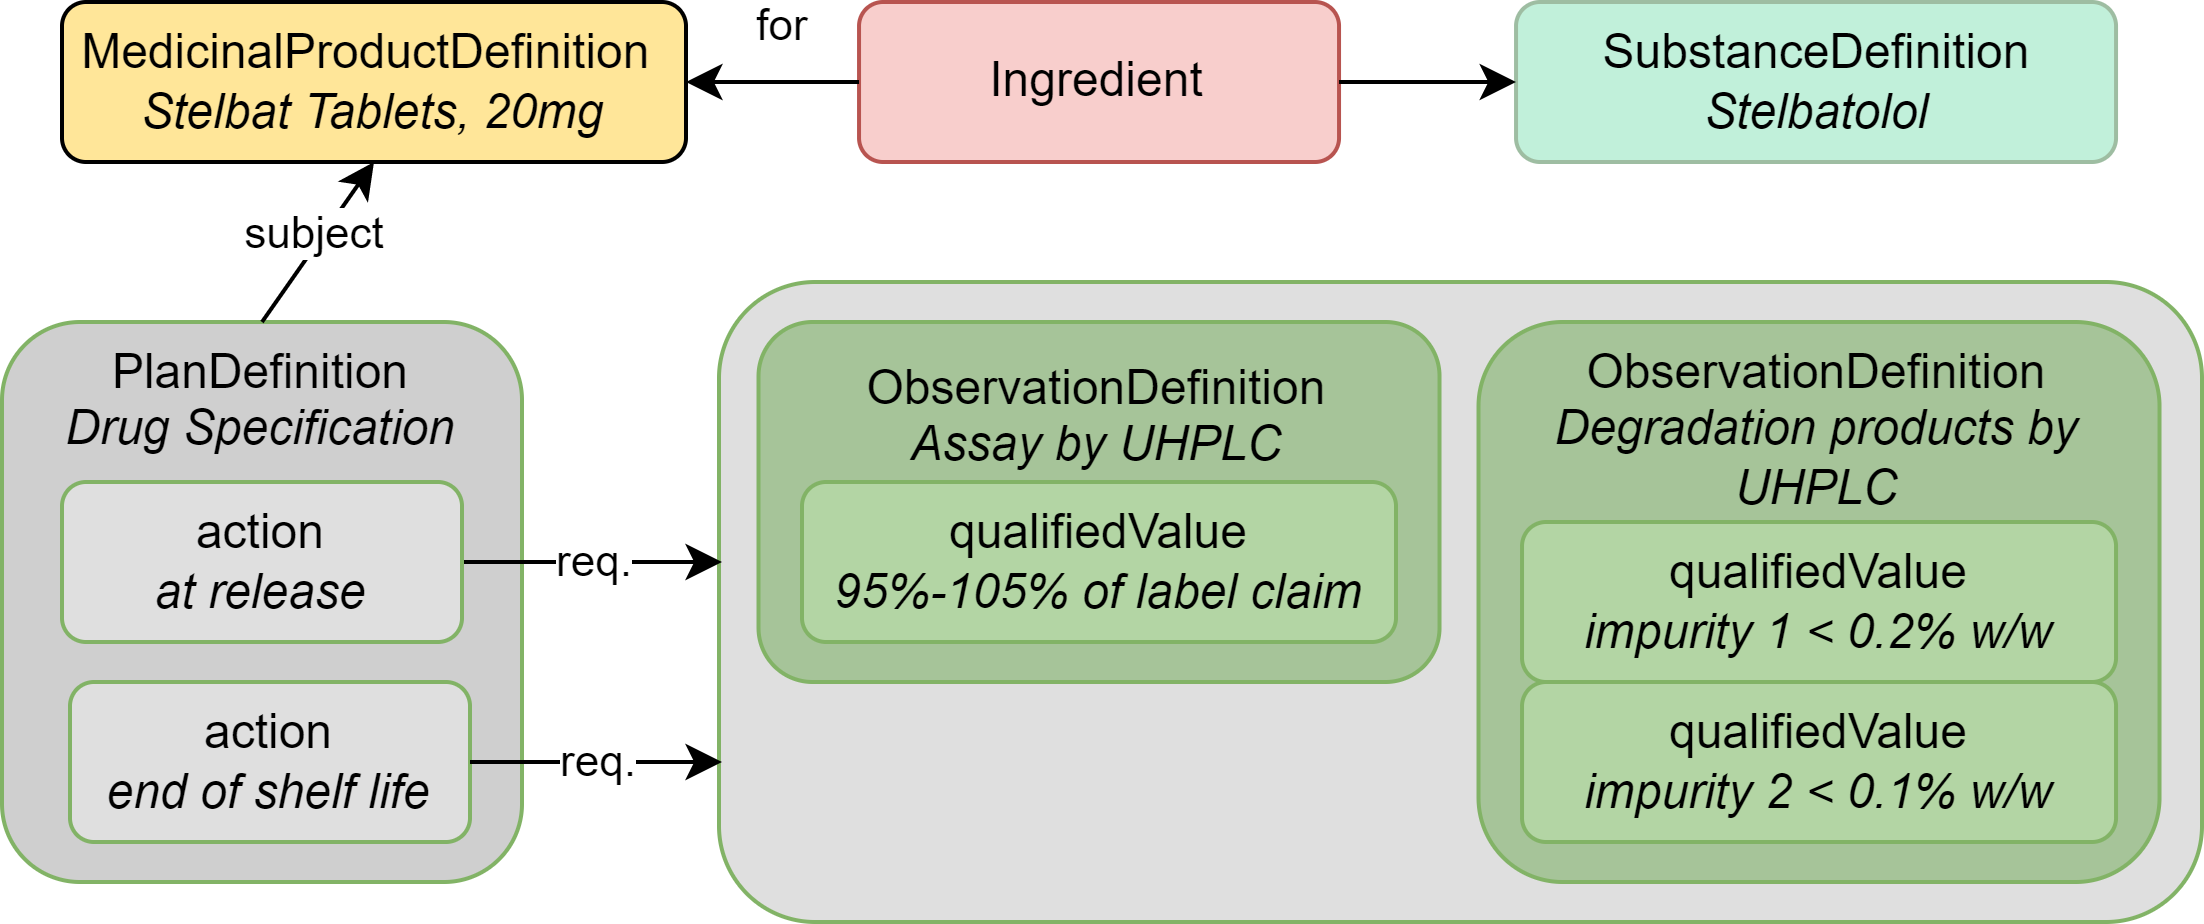 MedicinalProductDefinition
Stelbat Tablets, 20mg
for
Ingredient
SubstanceDefinition
Stelbatolol
subject
PlanDefinition
Drug Specification
action
at release
action
end of shelf life
req.
req.
ObservationDefinition
Assay by UHPLC
qualifiedValue
95%-105% of label claim
ObservationDefinition
Degradation products by
UHPLC
qualifiedValue
impurity 1 < 0.2% w/w
qualifiedValue
impurity 2 < 0.1% w/w